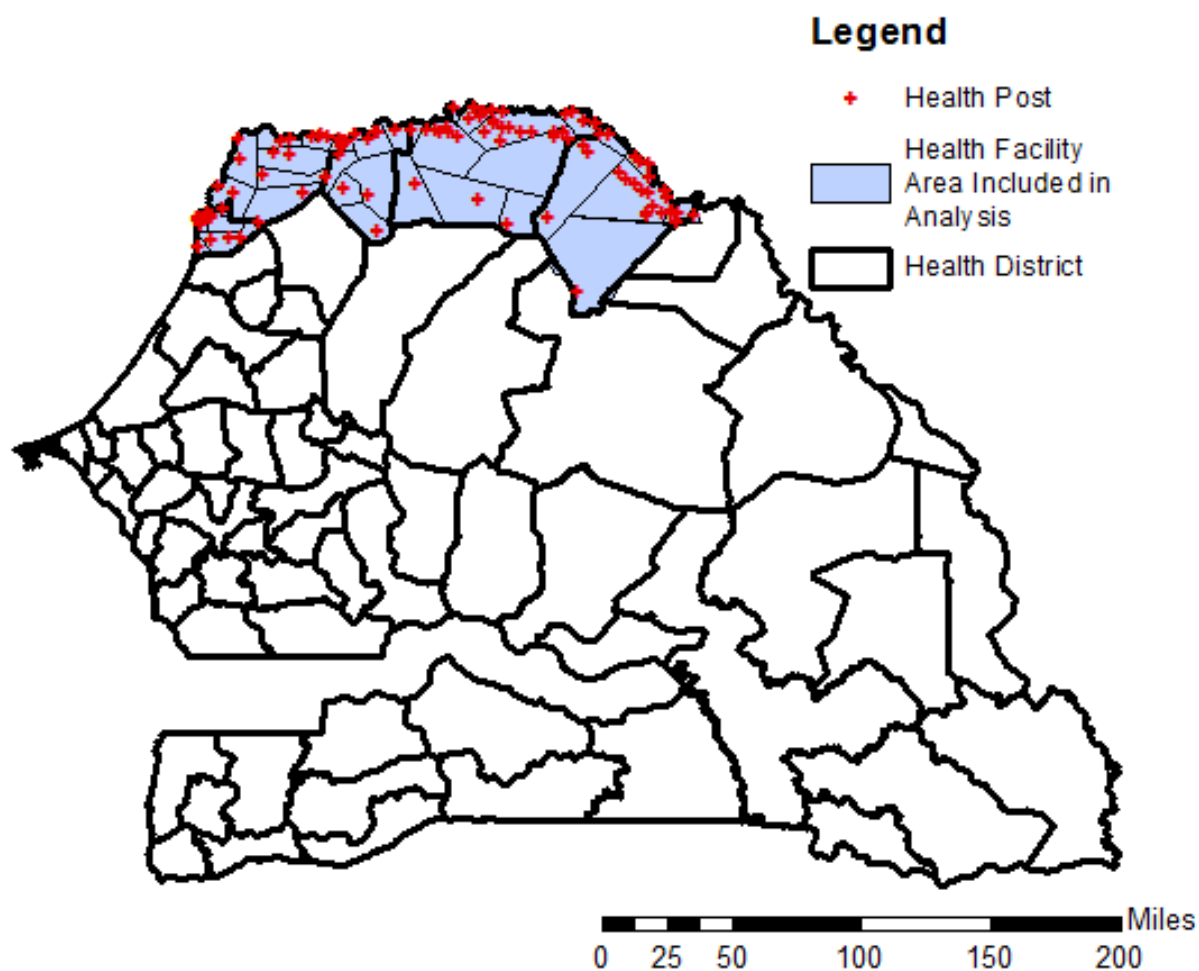 Legend
Health Post
Health Facility
Area Included in
Analysis
Health District
Miles
0 25 50 100 150 200